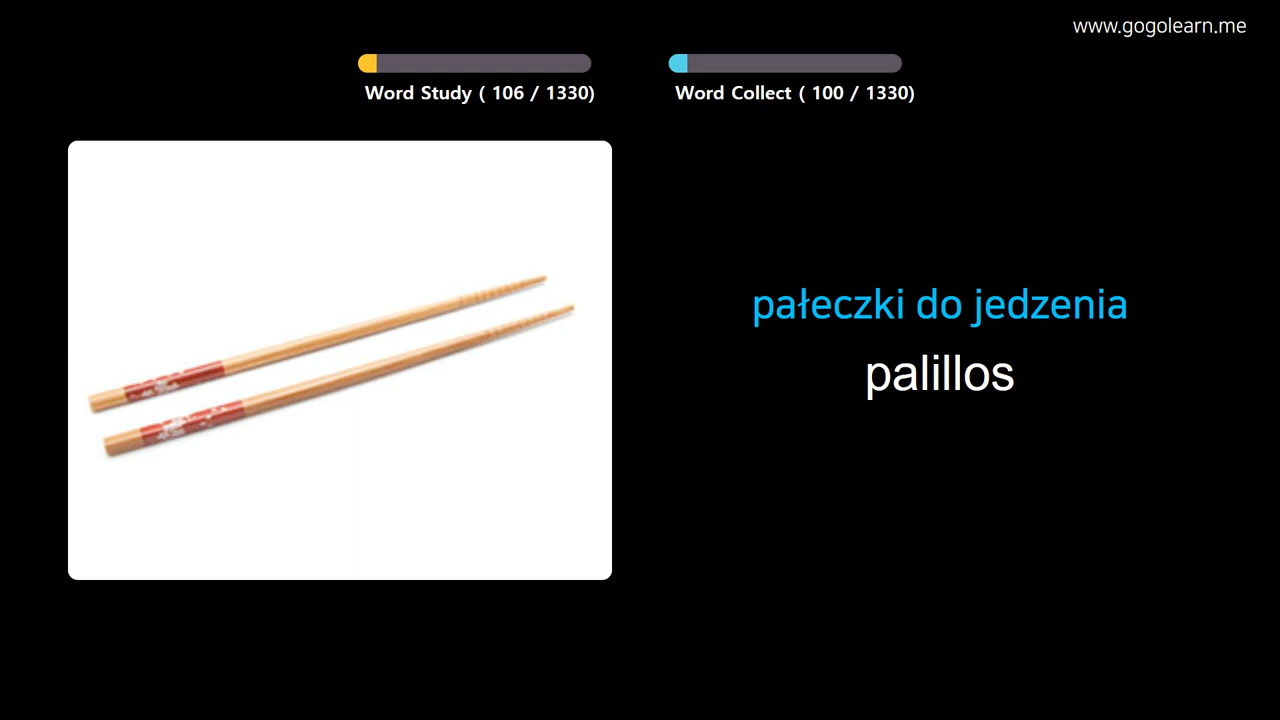 www.gogolearn.me
Word Study ( 106 / 1330)
Word Collect ( 100 / 1330)
pałeczki do jedzenia
palillos